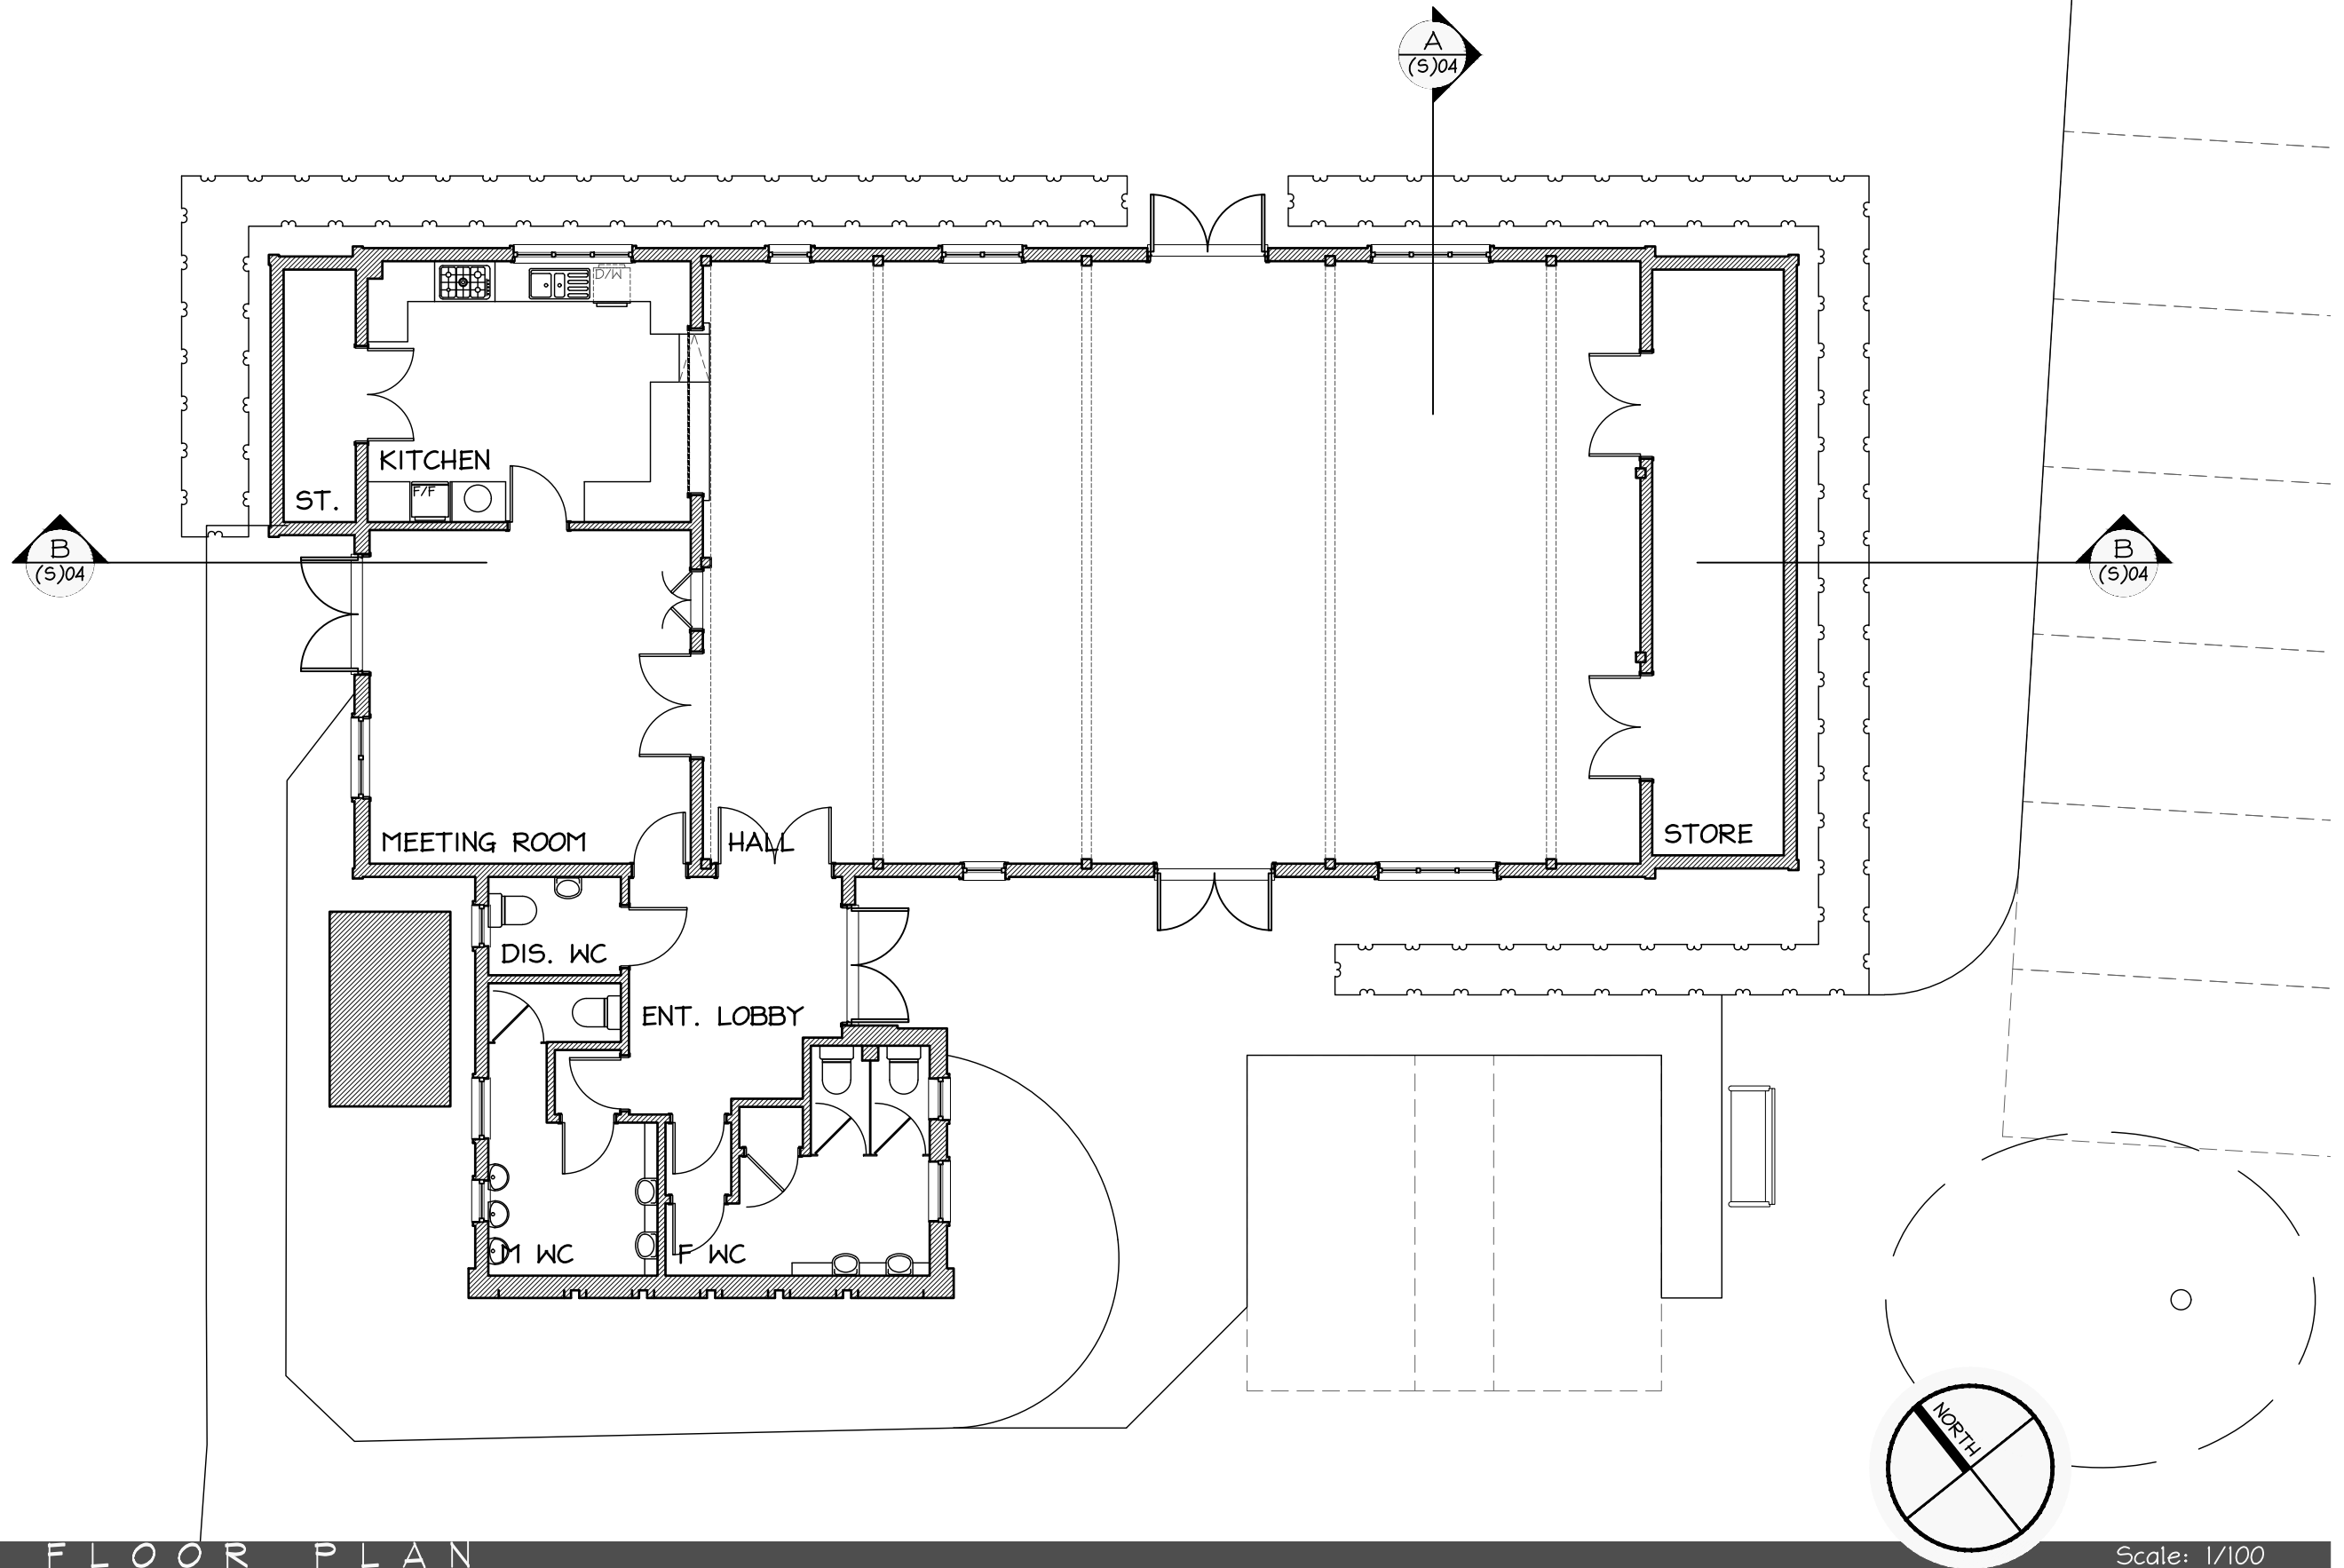 A
(S)04
D/W
KITCHEN
F/F
ST.
B
(S)04
B
(S)04
MEETING ROOM
HALL
STORE
DIS. WC
ENT. LOBBY
M WC
F WC
NORTH
FLOOR PLAN
Scale: 1/100